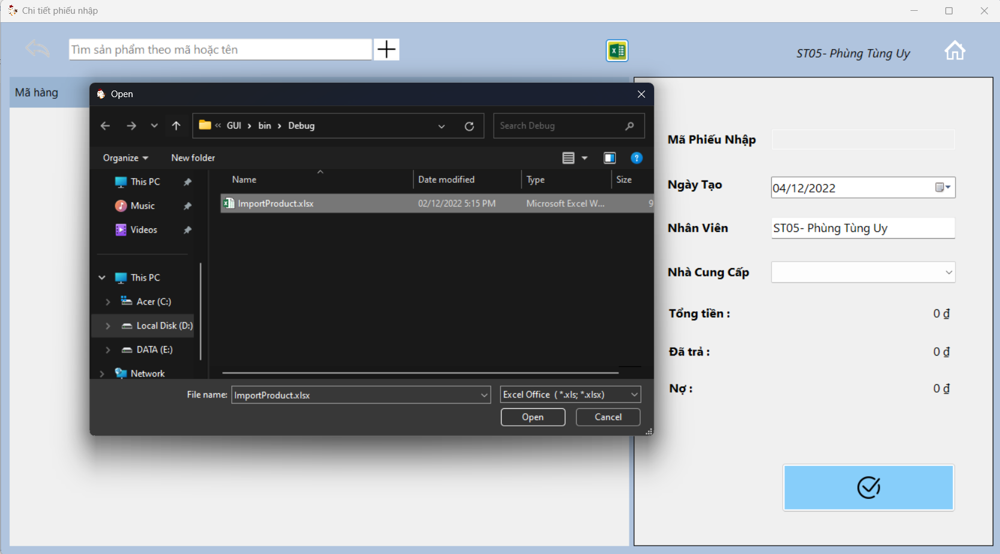 Chi tiết phiếu nhập
Tìm sản phẩm theo mã hoặc tên
ST05- Phùng Tùng Uy
Mã hàng
Open
« GUI › bin › Debug
Search Debug
Organize
New folder
This PC
Music
Videos
This PC
Acer (C:)
Local Disk (D:)
DATA (E:)
Network
Name Date modified Type Size
ImportProduct.xlsx 02/12/2022 5:15 PM Microsoft Excel W... 9
File name: ImportProduct.xlsx Excel Office ( *.xls; *.xlsx)
Open Cancel
Mã Phiếu Nhập
Ngày Tạo 04/12/2022
Nhân Viên ST05- Phùng Tùng Uy
Nhà Cung Cấp
Tổng tiền : 0 ₫
Đã trả : 0 ₫
Nợ : 0 ₫